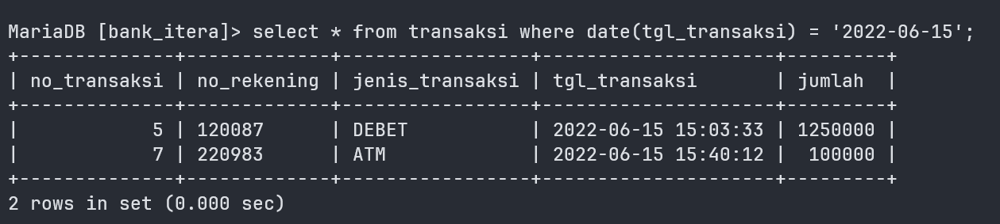 MariaDB [bank_itera]> select * from transaksi where date(tgl_transaksi) = '2022-06-15';
+--------------+-------------+-----------------+---------------------+---------+
| no_transaksi | no_rekening | jenis_transaksi | tgl_transaksi       | jumlah  |
+--------------+-------------+-----------------+---------------------+---------+
|            5 | 120087      | DEBET           | 2022-06-15 15:03:33 | 1250000 |
|            7 | 220983      | ATM             | 2022-06-15 15:40:12 |  100000 |
+--------------+-------------+-----------------+---------------------+---------+
2 rows in set (0.000 sec)